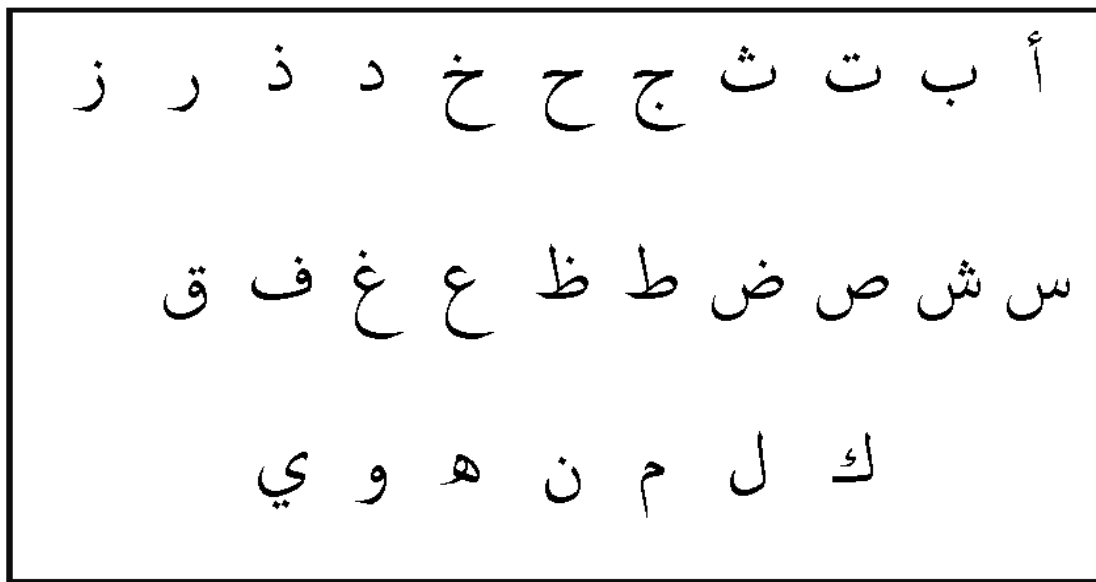 أ ب ت ث ج ح خ د ذ ر ز
س ش ص ض ط ظ ع غ ف ق
ك ل م ن ه و ي